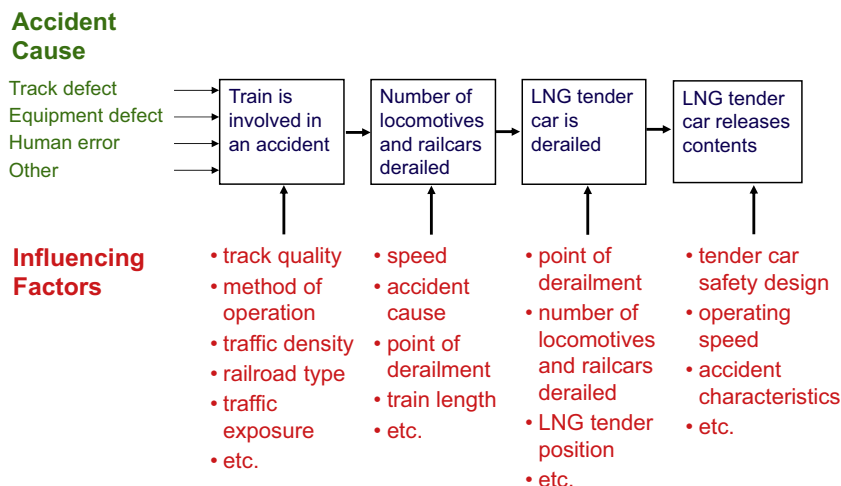 Accident
Cause
Track defect
Equipment defect
Human error
Other
Train is
involved in
an accident
Number of
locomotives
and railcars
derailed
LNG tender
car is
derailed
LNG tender
car releases
contents
Influencing
Factors
• track quality
• method of
operation
• traffic density
• railroad type
• traffic
exposure
• etc.
• speed
• accident
cause
• point of
derailment
• train length
• etc.
• point of
derailment
• number of
locomotives
and railcars
derailed
• LNG tender
position
• etc.
• tender car
safety design
• operating
speed
• accident
characteristics
• etc.